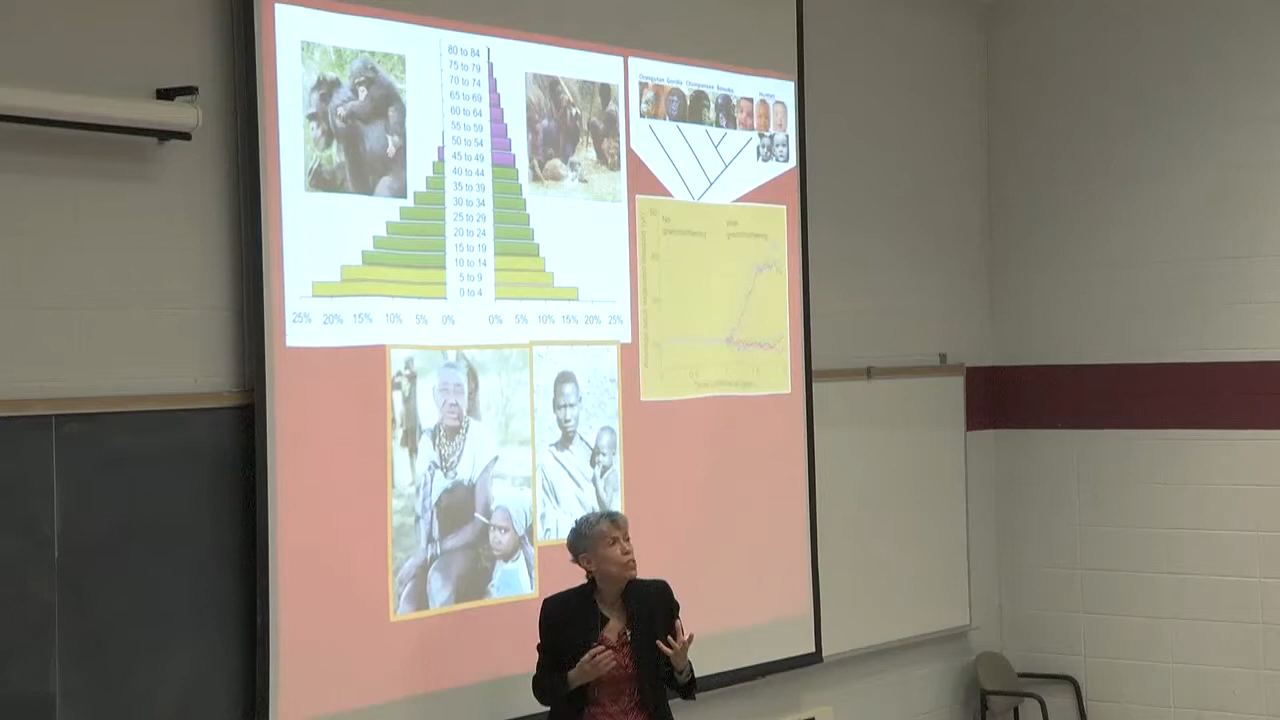 80 to 84
75 to 79
70 to 74
65 to 69
60 to 64
55 to 59
50 to 54
45 to 49
40 to 44
35 to 39
30 to 34
25 to 29
20 to 24
15 to 19
10 to 14
5 to 9
0 to 4
25% 20% 15% 10% 5% 0% 0% 5% 10% 15% 20% 25%
Orangutan Gorilla Chimpanzee Bonobo Human
No
grandmothering